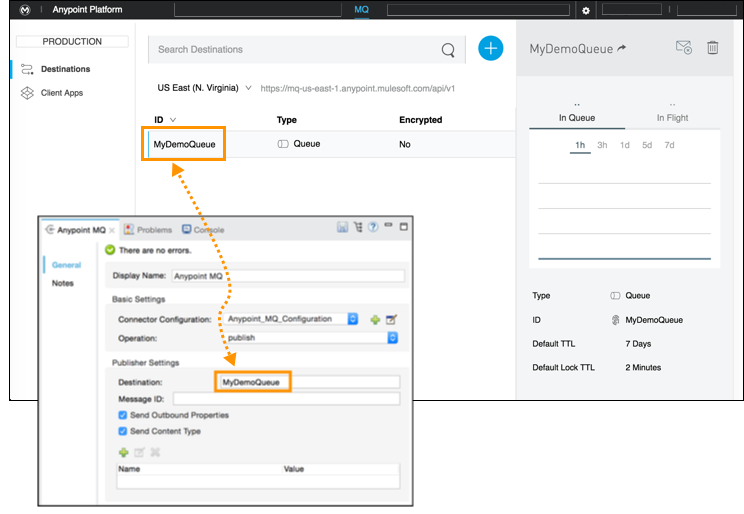 Anypoint Platform
MQ
PRODUCTION
Destinations
Client Apps
Search Destinations
US East (N. Virginia)
https://mq-us-east-1.anypoint.mulesoft.com/api/v1
ID
Type
Encrypted
MyDemoQueue
Queue
No
MyDemoQueue
In Queue
In Flight
1h 3h 1d 5d 7d
Type
Queue
ID
MyDemoQueue
Default TTL
7 Days
Default Lock TTL
2 Minutes
Anypoint MQ
Problems
Console
General
Notes
There are no errors.
Display Name: Anypoint MQ
Basic Settings
Connector Configuration: Anypoint_MQ_Configuration
Operation: publish
Publisher Settings
Destination: MyDemoQueue
Message ID:
Send Outbound Properties
Send Content Type
Name
Value